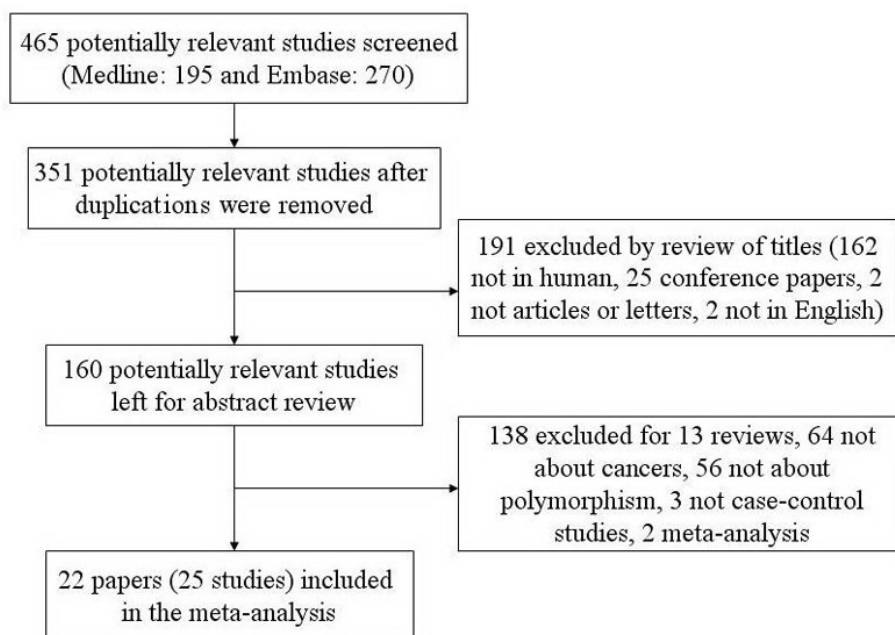 465 potentially relevant studies screened
(Medline: 195 and Embase: 270)
351 potentially relevant studies after
duplications were removed
191 excluded by review of titles (162
not in human, 25 conference papers, 2
not articles or letters, 2 not in English)
160 potentially relevant studies
left for abstract review
138 excluded for 13 reviews, 64 not
about cancers, 56 not about
polymorphism, 3 not case-control
studies, 2 meta-analysis
22 papers (25 studies) included
in the meta-analysis